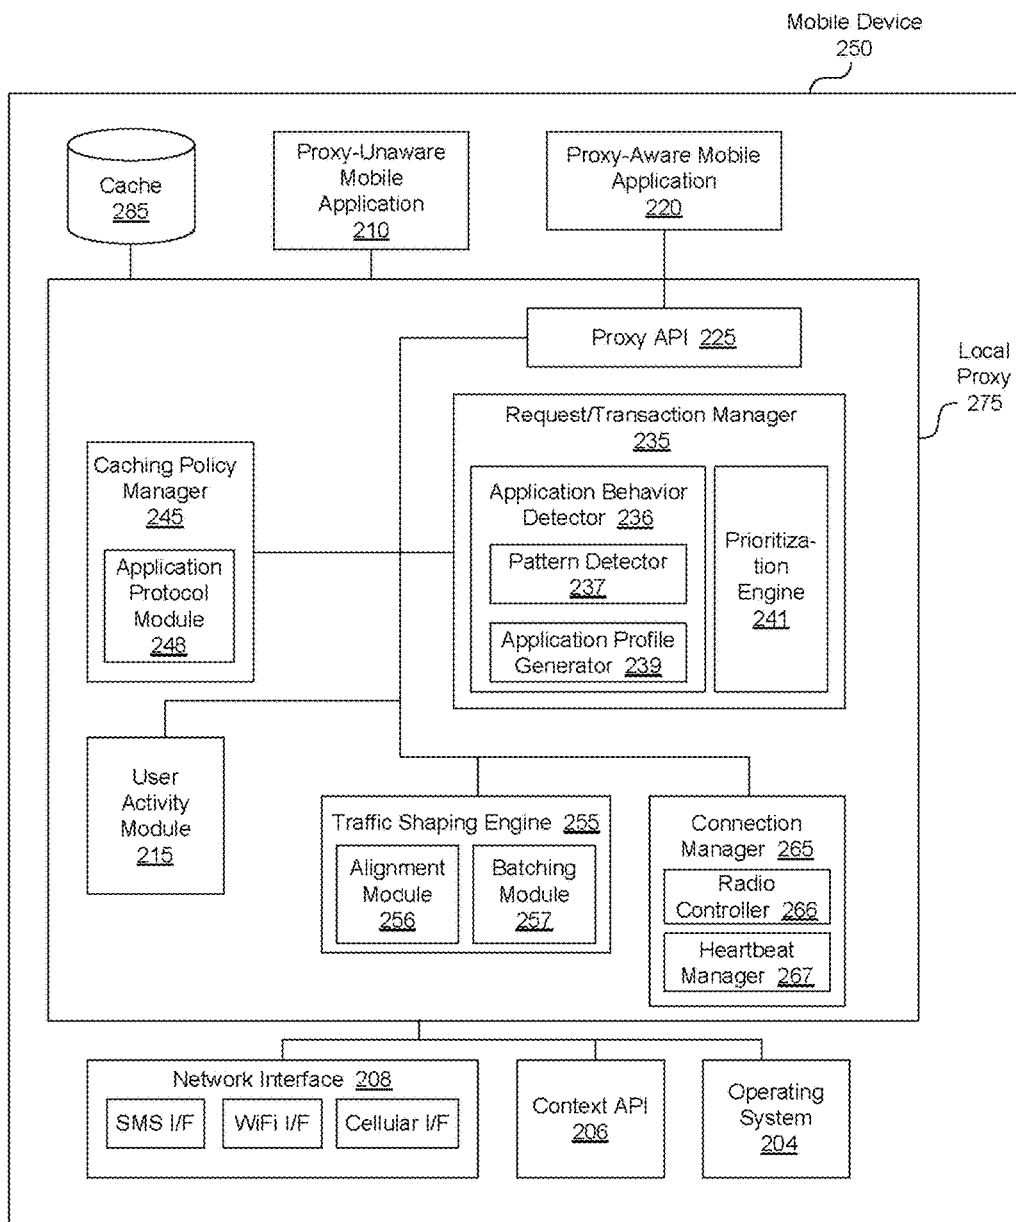 Mobile Device
250
Cache
285
Proxy-Unaware
Mobile
Application
210
Proxy-Aware Mobile
Application
220
Proxy API 225
Local
Proxy
275
Request/Transaction Manager
235
Caching Policy
Manager
245
Application
Protocol
Module
248
Application Behavior
Detector 236
Pattern Detector
237
Application Profile
Generator 239
Prioritiza-
tion
Engine
241
User
Activity
Module
215
Traffic Shaping Engine 255
Alignment
Module
256
Batching
Module
257
Connection
Manager 265
Radio
Controller 266
Heartbeat
Manager 267
Network Interface 208
SMS I/F
WiFi I/F
Cellular I/F
Context API
206
Operating
System
204